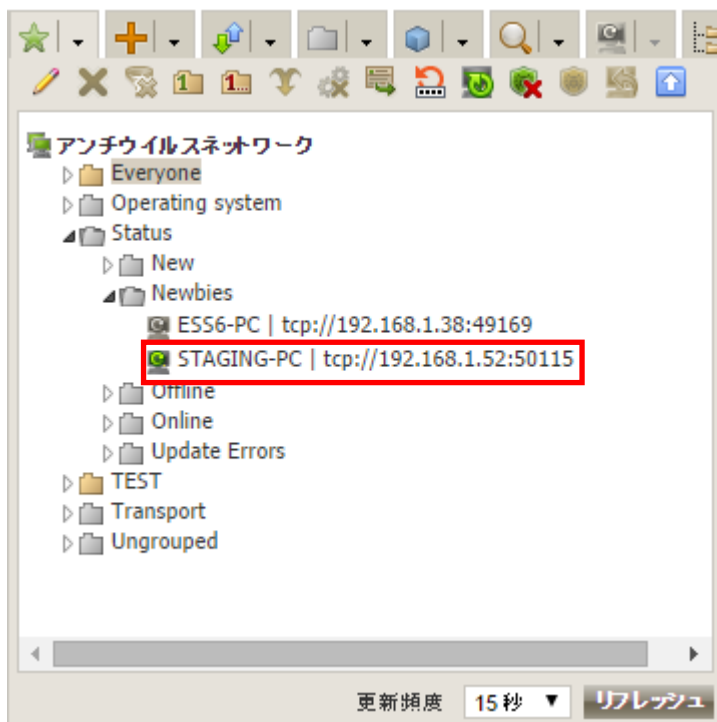 アンチウイルスネットワーク
Everyone
Operating system
Status
New
Newbies
ESS6-PC | tcp://192.168.1.38:49169
STAGING-PC | tcp://192.168.1.52:50115
Offline
Online
Update Errors
TEST
Transport
Ungrouped
更新頻度 15秒 ▼ リフレッシュ